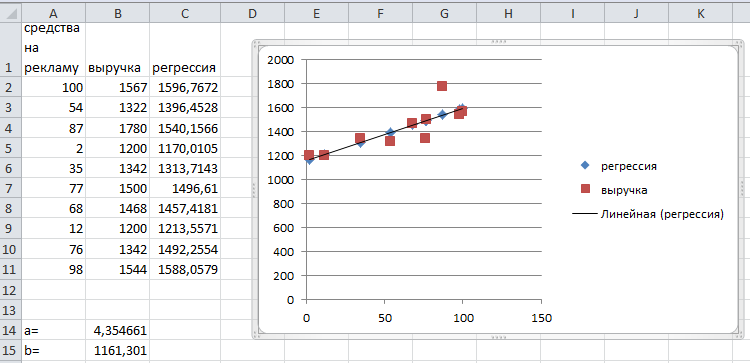 A B C D E F G H I J K
средства
на
1 рекламу выручка регрессия
2 100 1567 1596,7672
3 54 1322 1396,4528
4 87 1780 1540,1566
5 2 1200 1170,0105
6 35 1342 1313,7143
7 77 1500 1496,61
8 68 1468 1457,4181
9 12 1200 1213,5571
10 76 1342 1492,2554
11 98 1544 1588,0579
12
13
14 a= 4,354661
15 b= 1161,301
2000
1800
1600
1400
1200
1000
800
600
400
200
0
0 50 100 150
регрессия
выручка
Линейная (регрессия)